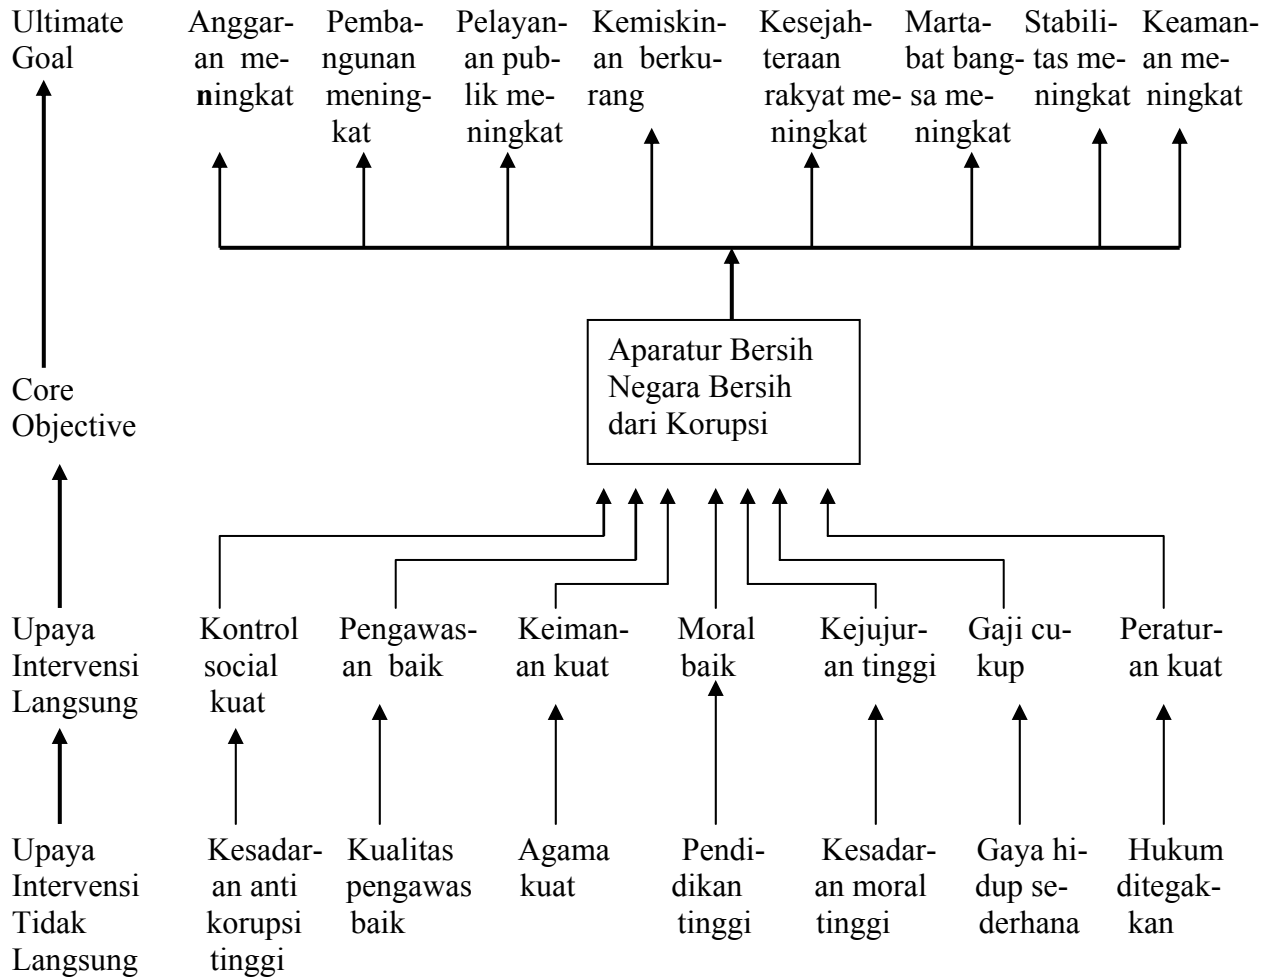 Ultimate
Goal
Anggar-
an me-
ningkat
Pemba-
ngunan
mening-
kat
Pelayan-
an pub-
lik me-
ningkat
Kemiskin-
an berku-
rang
Kesejah-
teraan
rakyat me-
ningkat
Marta-
bat bang-
sa me-
ningkat
Stabili-
tas me-
ningkat
Keaman-
an me-
ningkat
Core
Objective
Aparatur Bersih
Negara Bersih
dari Korupsi
Upaya
Intervensi
Langsung
Kontrol
social
kuat
Pengawas-
an baik
Keiman-
an kuat
Moral
baik
Kejujur-
an tinggi
Gaji cu-
kup
Peratur-
an kuat
Upaya
Intervensi
Tidak
Langsung
Kesadar-
an anti
korupsi
tinggi
Kualitas
pengawas
baik
Agama
kuat
Pendi-
dikan
tinggi
Kesadar-
an moral
tinggi
Gaya hi-
dup se-
derhana
Hukum
ditegak-
kan